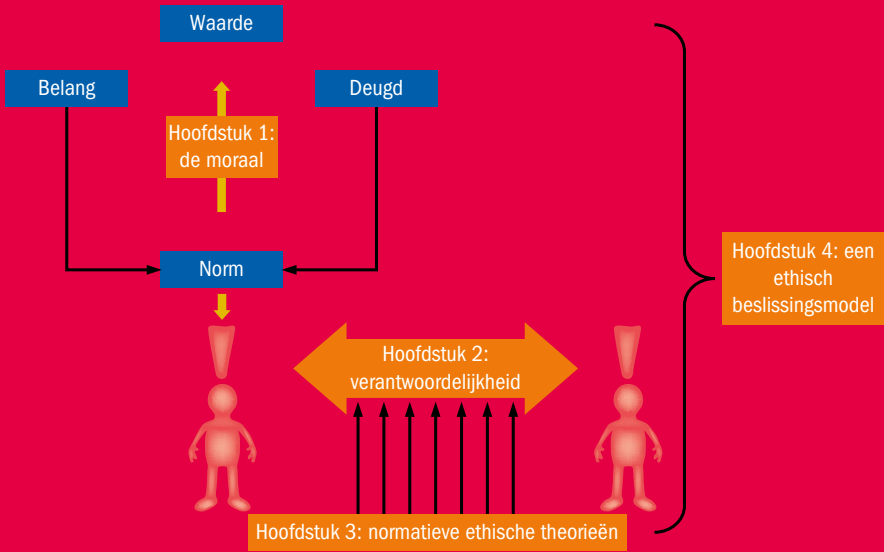 Waarde
Belang
Deugd
Hoofdstuk 1:
de moraal
Norm
Hoofdstuk 4: een
ethisch
beslissingsmodel
Hoofdstuk 2:
verantwoordelijkheid
Hoofdstuk 3: normatieve ethische theorieën